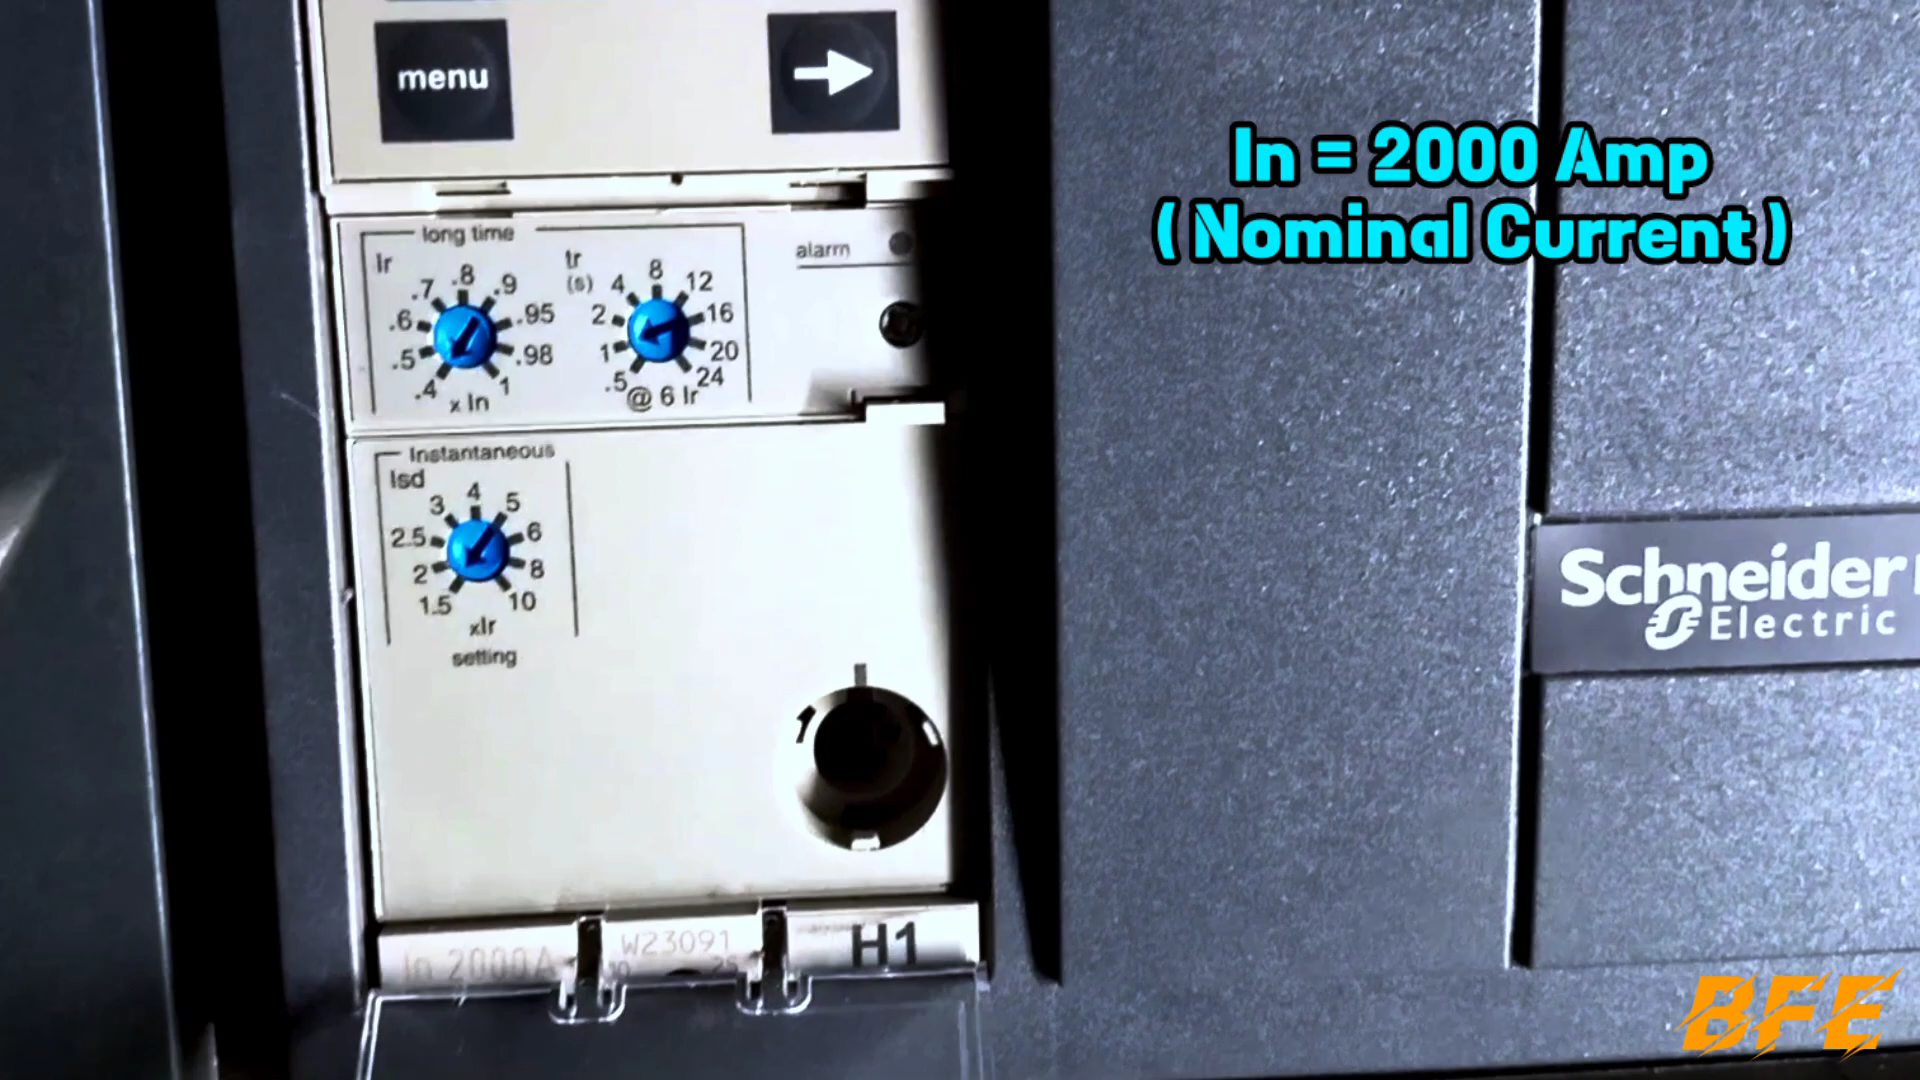 menu
In = 2000 Amp
( Nominal Current )
long time
Ir
.4 .5 .6 .7 .8 .9 .95 .98 1
x In
tr
(s)
.5 1 2 4 8 12 16 20 24
@ 6 Ir
alarm
Instantaneous
Isd
1.5 2 2.5 3 4 5 6 8 10
xIr
setting
Schneider
Electric
In 2000A
W23091
H1
BFE